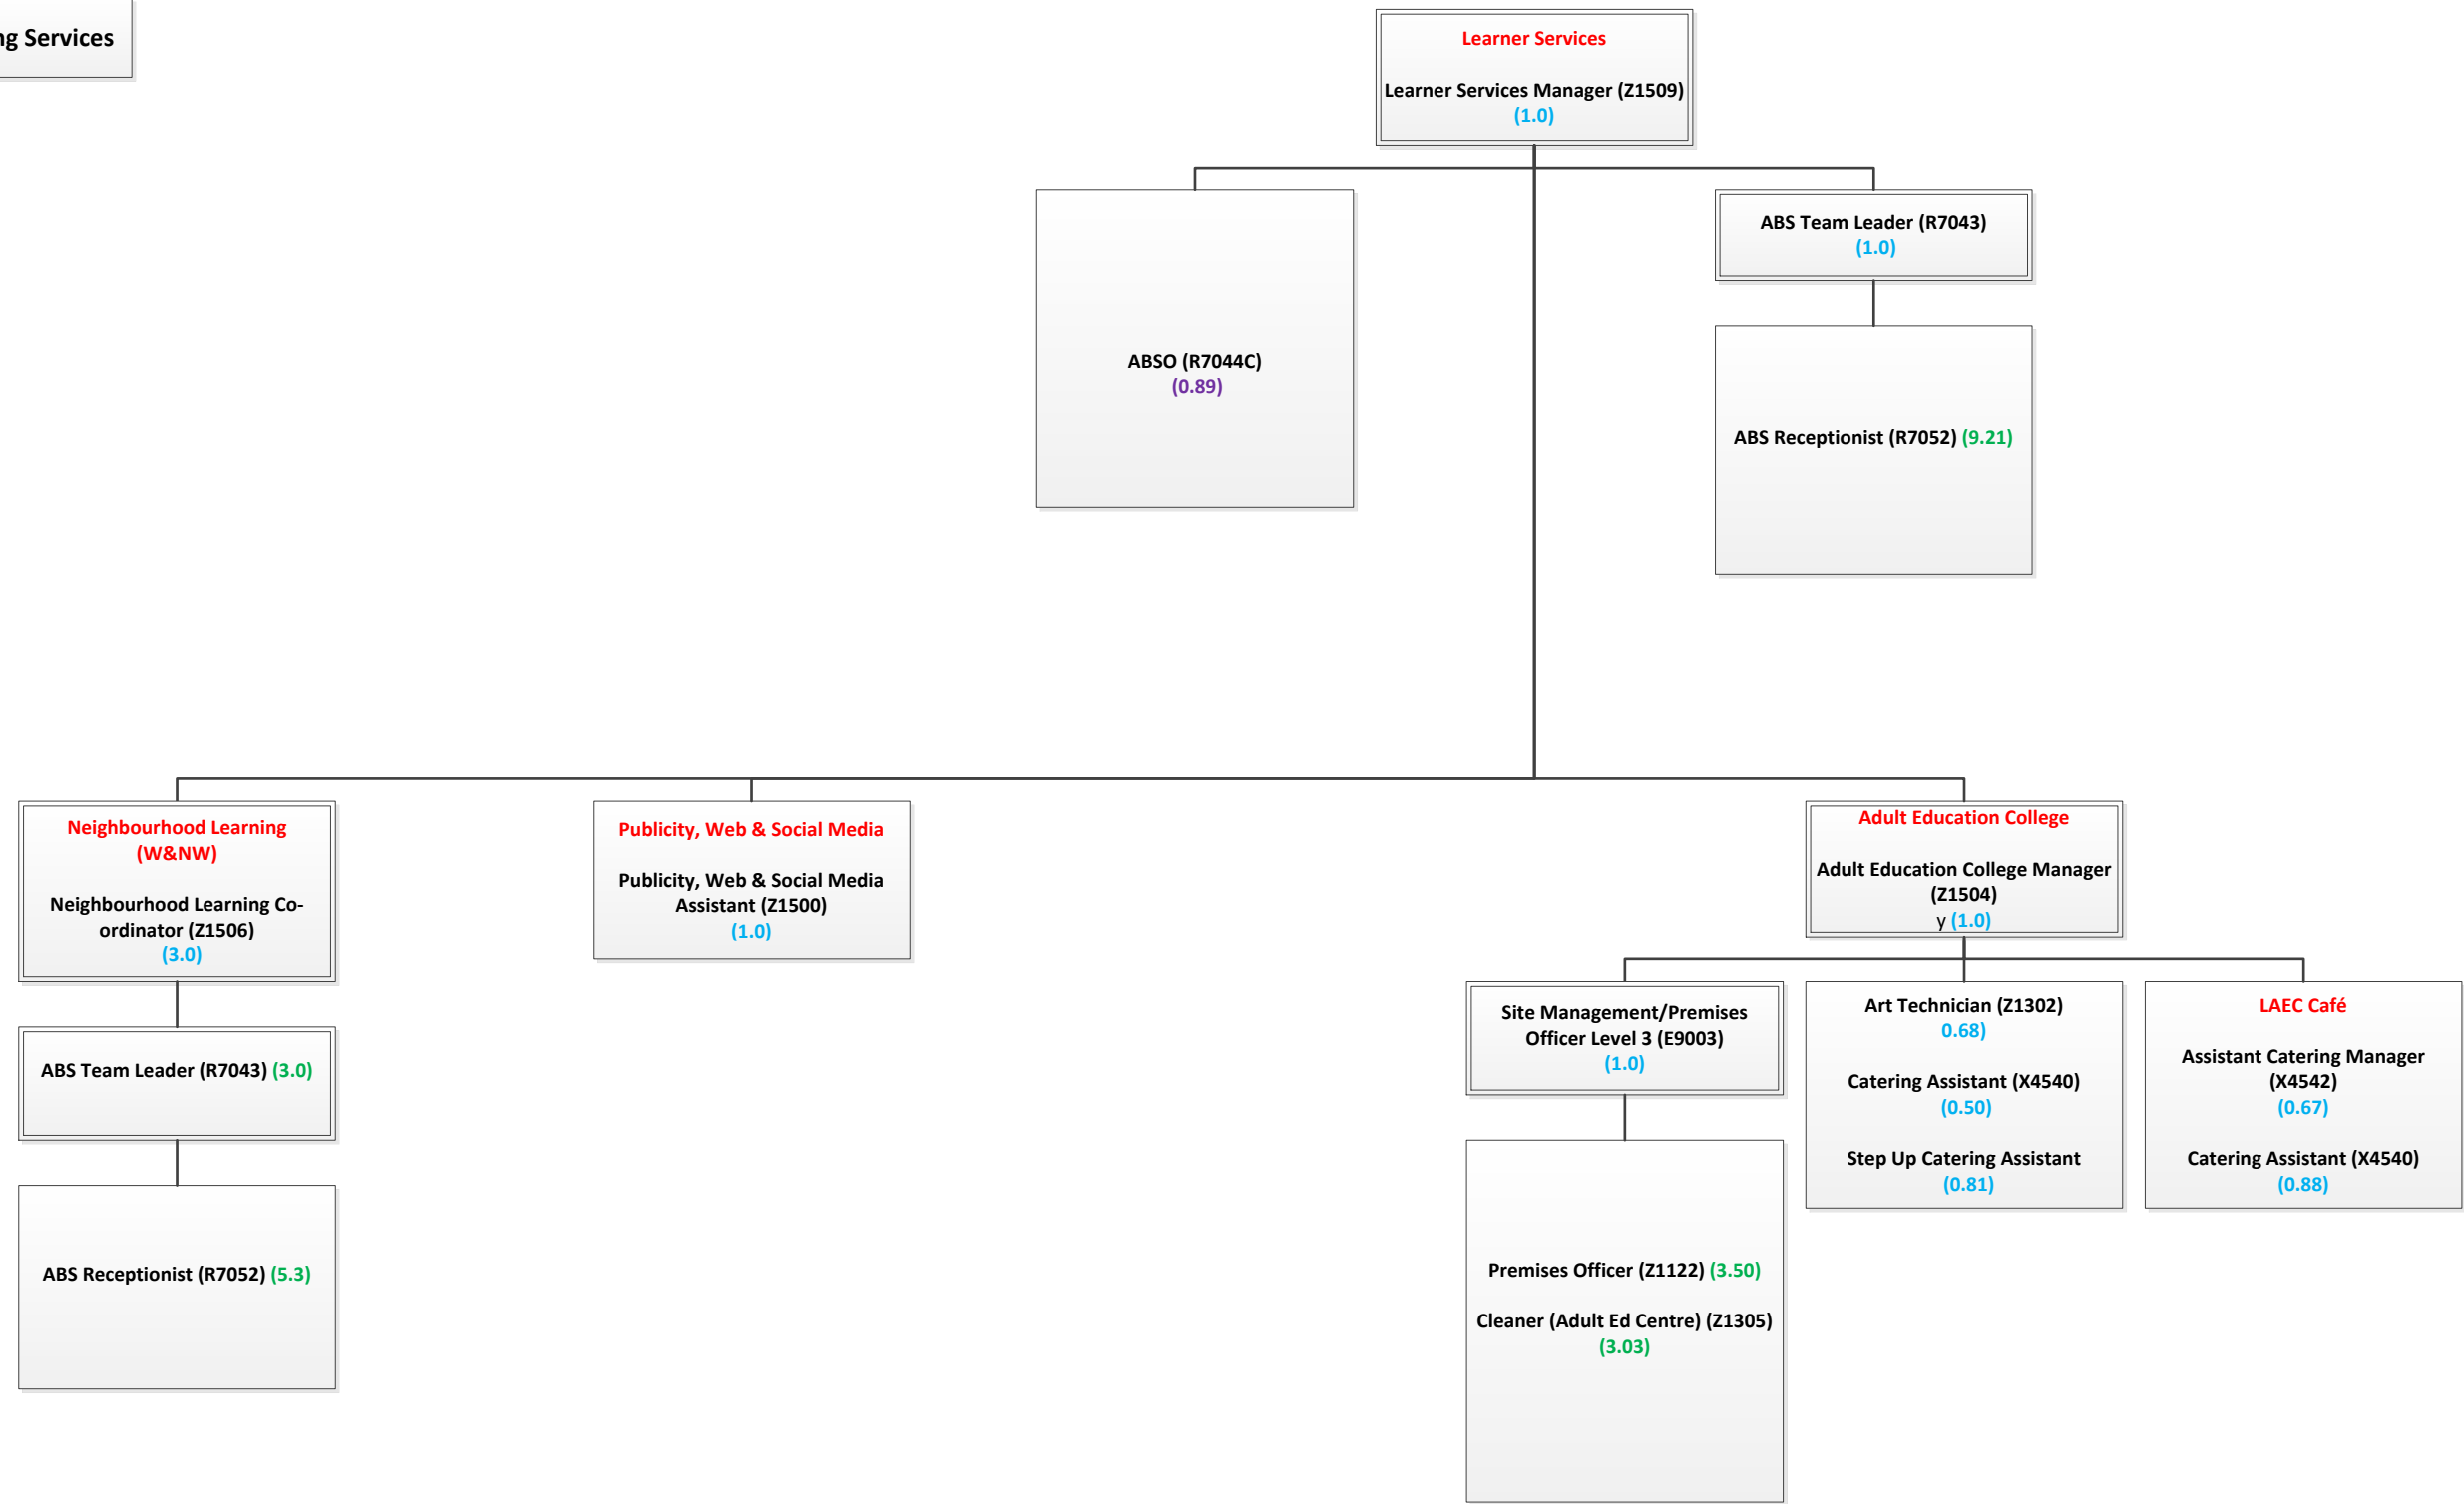 ng Services
Learner Services
Learner Services Manager (Z1509)
(1.0)
ABSO (R7044C)
(0.89)
ABS Team Leader (R7043)
(1.0)
ABS Receptionist (R7052) (9.21)
Neighbourhood Learning
(W&NW)
Neighbourhood Learning Co-
ordinator (Z1506)
(3.0)
ABS Team Leader (R7043) (3.0)
ABS Receptionist (R7052) (5.3)
Publicity, Web & Social Media
Publicity, Web & Social Media
Assistant (Z1500)
(1.0)
Adult Education College
Adult Education College Manager
(Z1504)
y (1.0)
Site Management/Premises
Officer Level 3 (E9003)
(1.0)
Premises Officer (Z1122) (3.50)
Cleaner (Adult Ed Centre) (Z1305)
(3.03)
Art Technician (Z1302)
0.68)
Catering Assistant (X4540)
(0.50)
Step Up Catering Assistant
(0.81)
LAEC Café
Assistant Catering Manager
(X4542)
(0.67)
Catering Assistant (X4540)
(0.88)